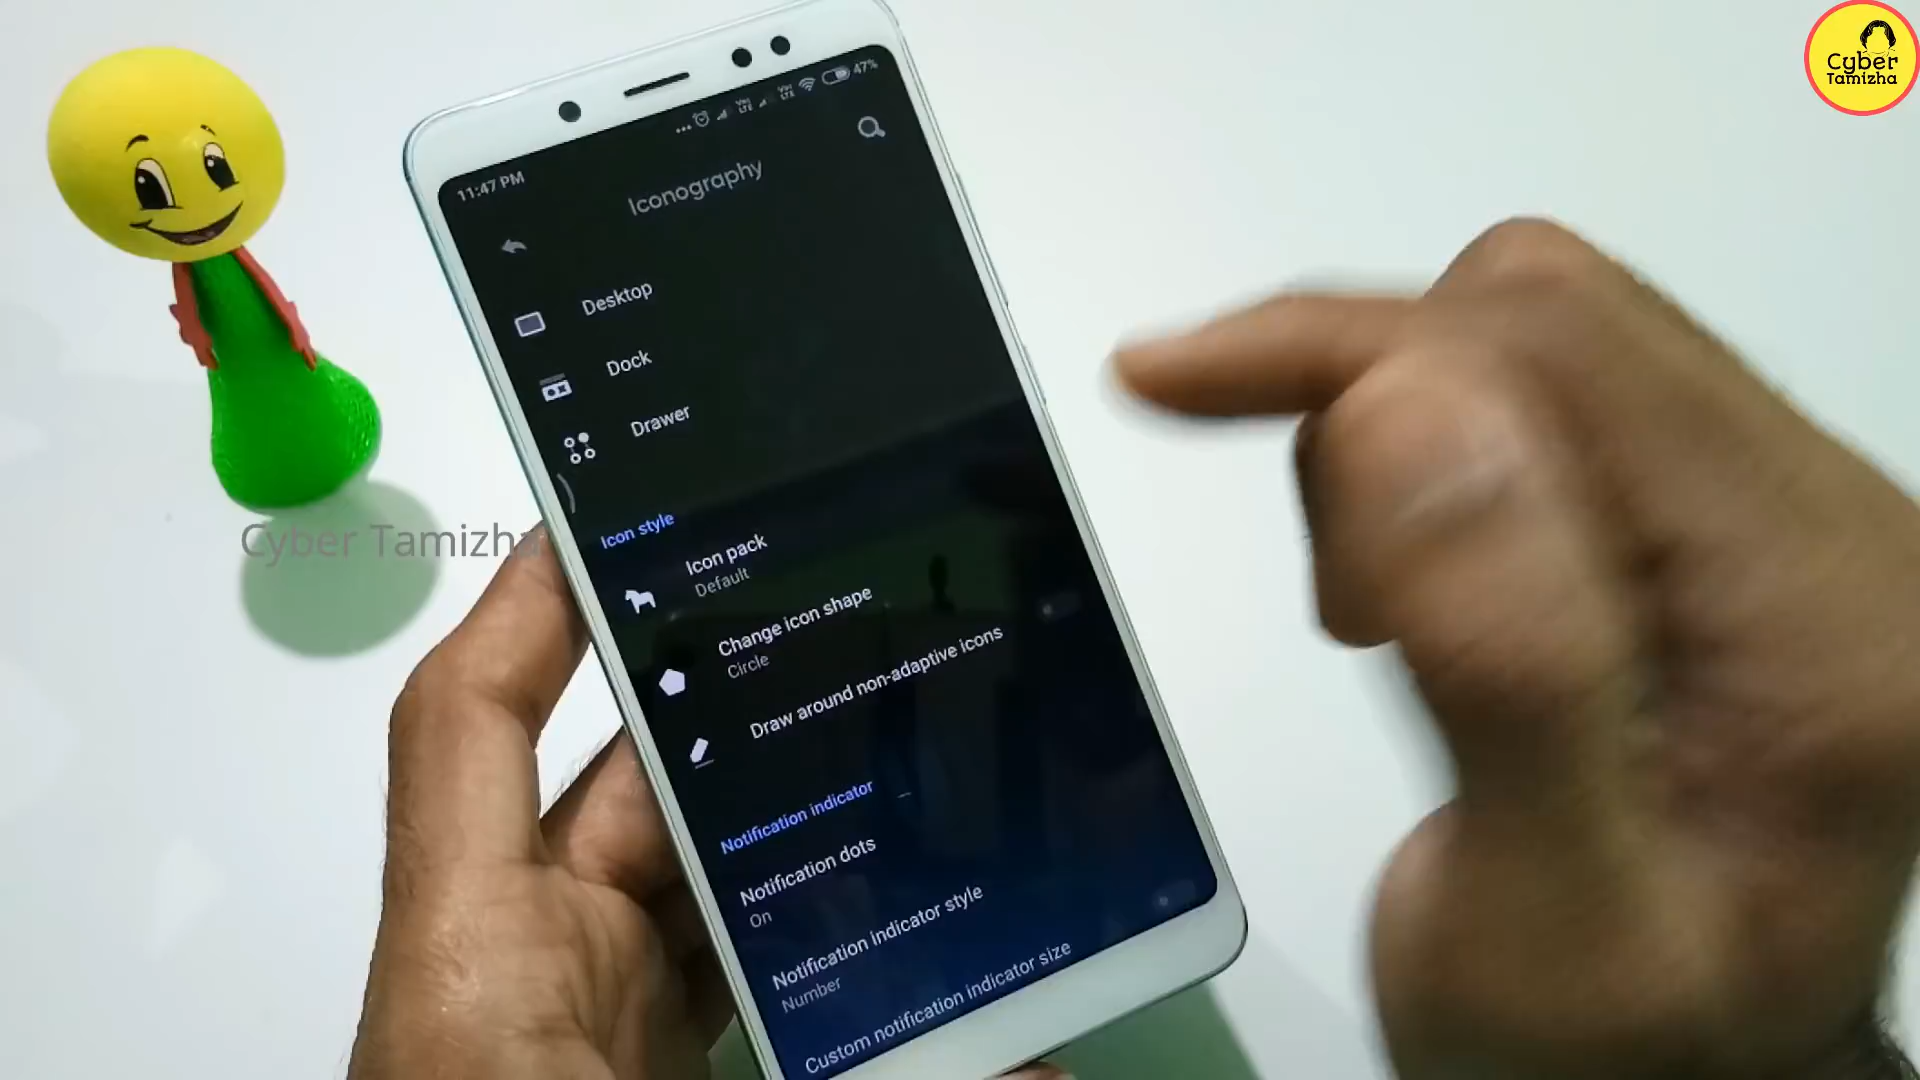 Cyber
Tamizha
11:47 PM
47%
Iconography
Desktop
Dock
Drawer
Icon style
Icon pack
Default
Change icon shape
Circle
Draw around non-adaptive icons
Notification indicator
Notification dots
On
Notification indicator style
Number
Custom notification indicator size
Cyber Tamizha